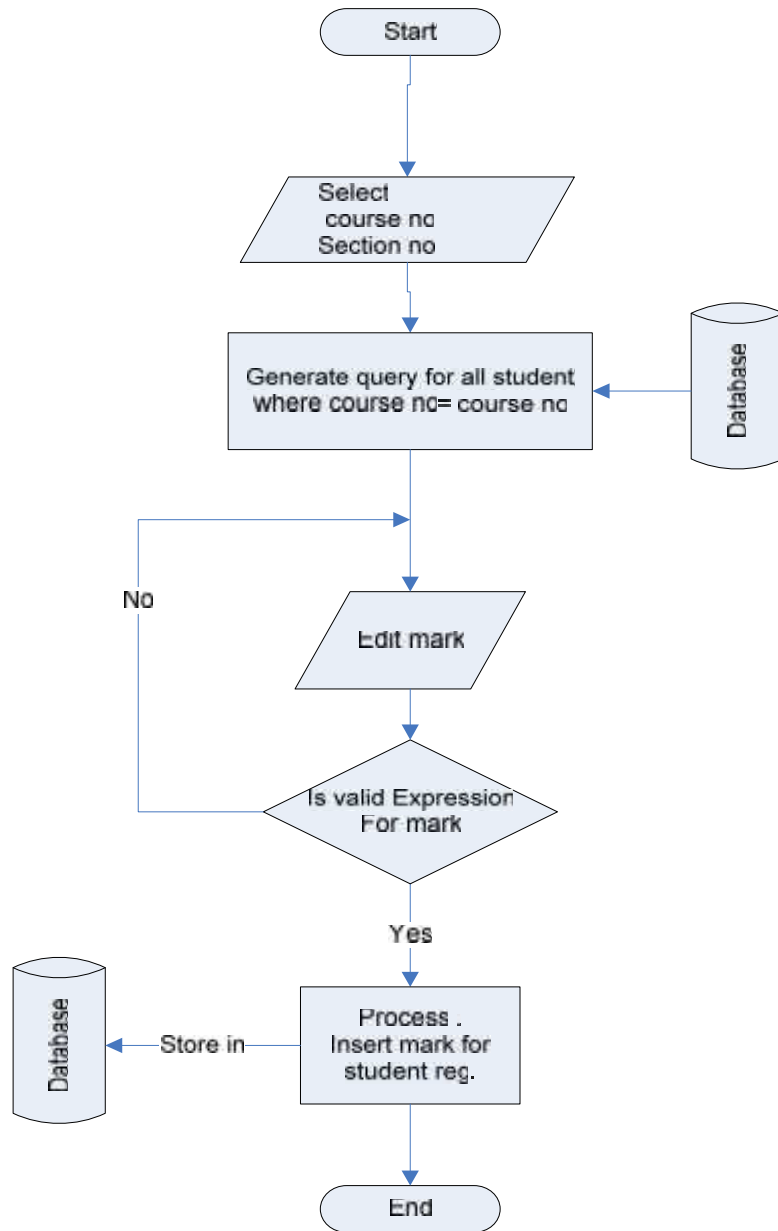 Start
Select
course no
Section no
Generate query for all student
where course no= course no
Database
No
Edit mark
Is valid Expression
For mark
Yes
Process .
Insert mark for
student reg.
Store in
Database
End